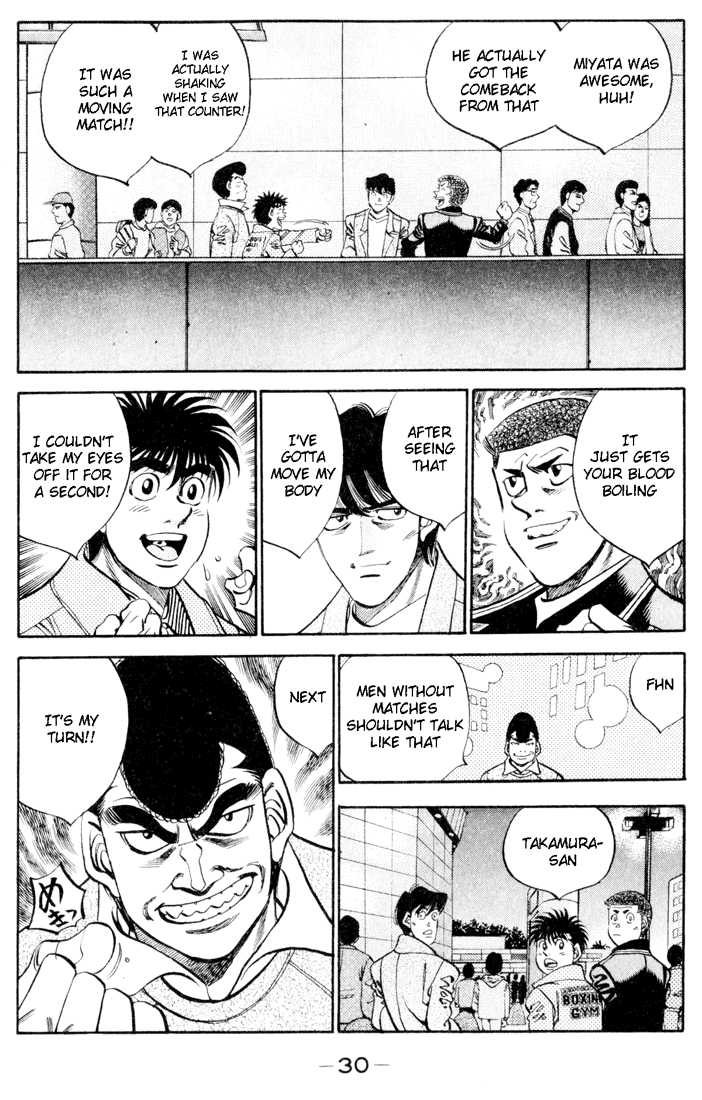 MIYATA WAS
AWESOME,
HUH!
HE ACTUALLY
GOT THE
COMEBACK
FROM THAT
I WAS
ACTUALLY
SHAKING
WHEN I SAW
THAT COUNTER!
IT WAS
SUCH A
MOVING
MATCH!!
IT
JUST GETS
YOUR BLOOD
BOILING
AFTER
SEEING
THAT
I'VE
GOTTA
MOVE MY
BODY
I COULDN'T
TAKE MY EYES
OFF IT FOR
A SECOND!
FHN
MEN WITHOUT
MATCHES
SHOULDN'T TALK
LIKE THAT
TAKAMURA-
SAN
BOXING
GYM
NEXT
IT'S MY
TURN!!
めきっ
－30－